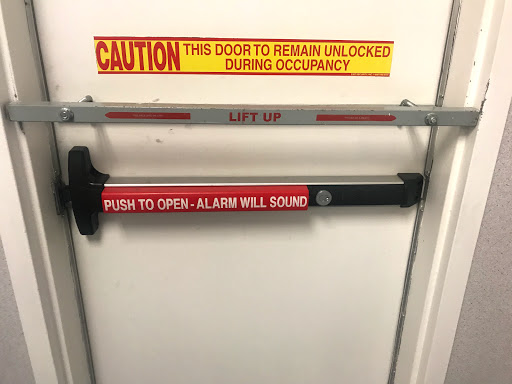 CAUTION THIS DOOR TO REMAIN UNLOCKED
DURING OCCUPANCY
LIFT UP
PUSH TO OPEN - ALARM WILL SOUND